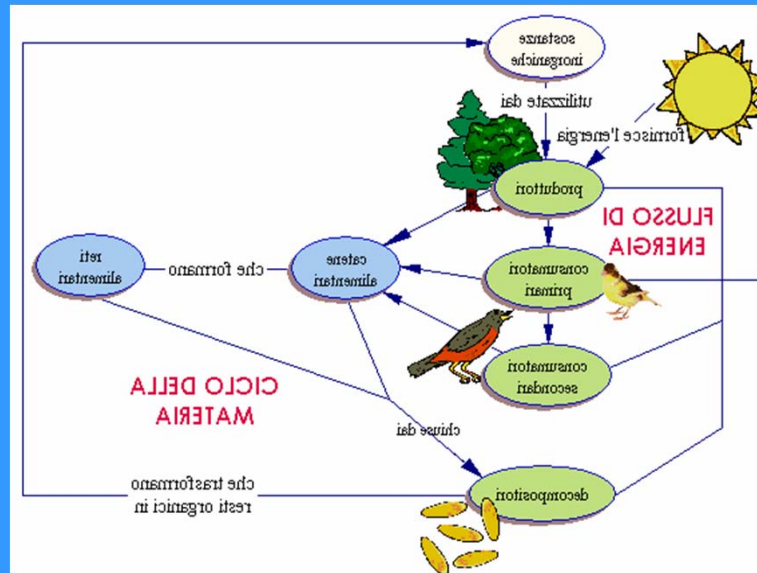 sostanze
inorganiche
utilizzate dai
fornisce l'energia
produttori
FLUSSO DI
ENERGIA
reti
alimentari
che formano
catene
alimentari
consumatori
primari
consumatori
secondari
CICLO DELLA
MATERIA
chiuse dai
che trasformano
resti organici in
decompositori